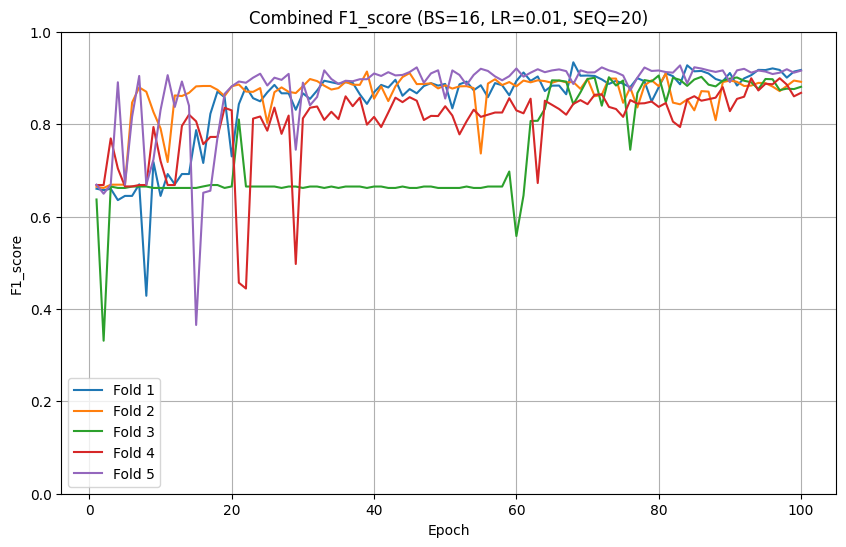 Combined F1_score (BS=16, LR=0.01, SEQ=20)
1.0
0.8
0.6
0.4
0.2
0.0
F1_score
Fold 1
Fold 2
Fold 3
Fold 4
Fold 5
0 20 40 60 80 100
Epoch